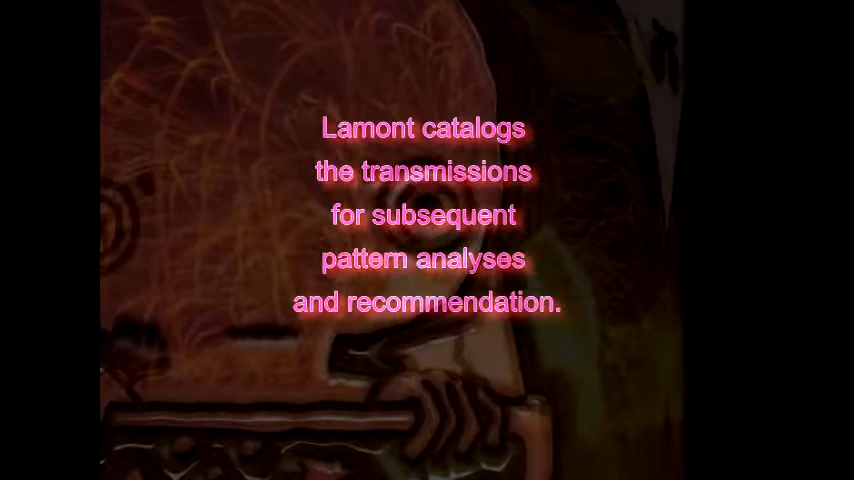 Lamont catalogs
the transmissions
for subsequent
pattern analyses
and recommendation.